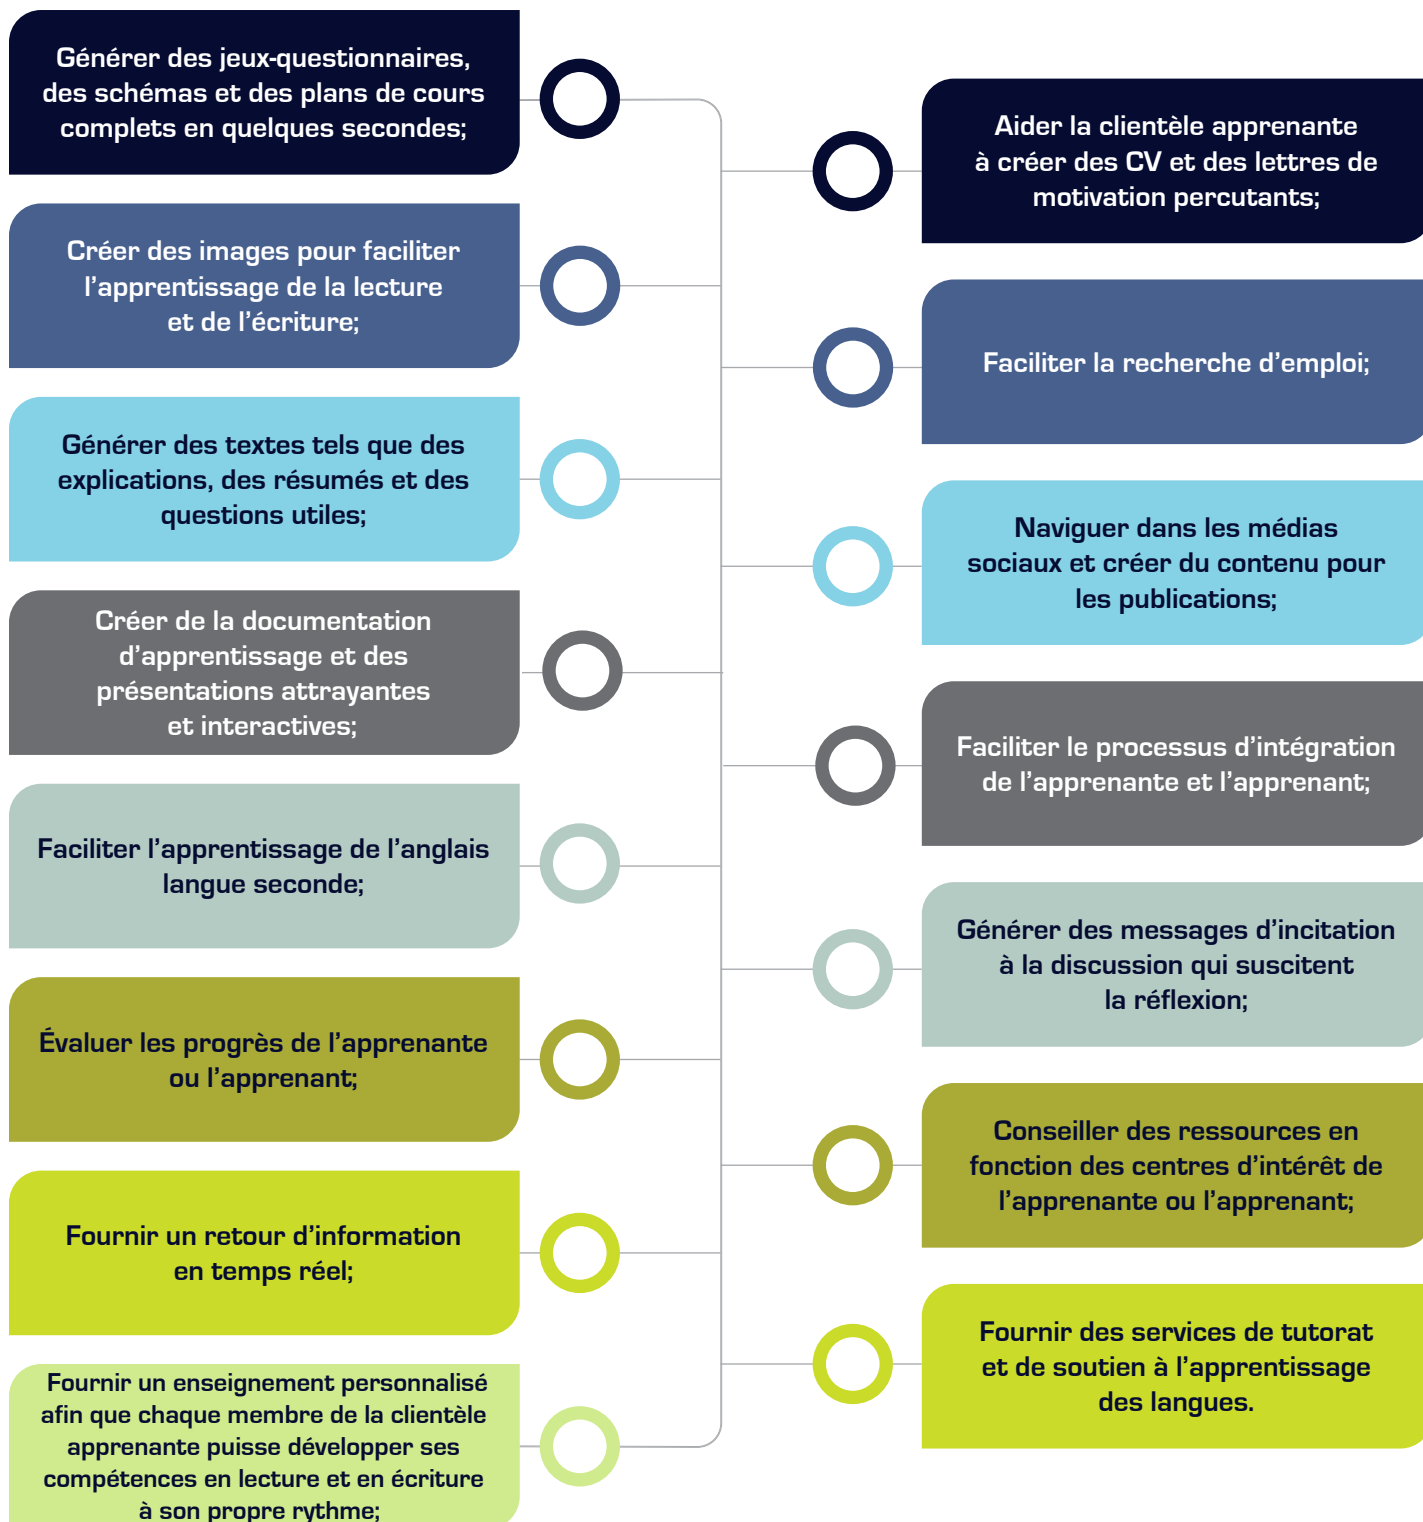 Générer des jeux-questionnaires,
des schémas et des plans de cours
complets en quelques secondes;
Créer des images pour faciliter
l’apprentissage de la lecture
et de l’écriture;
Générer des textes tels que des
explications, des résumés et des
questions utiles;
Créer de la documentation
d’apprentissage et des
présentations attrayantes
et interactives;
Faciliter l’apprentissage de l’anglais
langue seconde;
Évaluer les progrès de l’apprenante
ou l’apprenant;
Fournir un retour d’information
en temps réel;
Fournir un enseignement personnalisé
afin que chaque membre de la clientèle
apprenante puisse développer ses
compétences en lecture et en écriture
à son propre rythme;
Aider la clientèle apprenante
à créer des CV et des lettres de
motivation percutants;
Faciliter la recherche d’emploi;
Naviguer dans les médias
sociaux et créer du contenu pour
les publications;
Faciliter le processus d’intégration
de l’apprenante et l’apprenant;
Générer des messages d’incitation
à la discussion qui suscitent
la réflexion;
Conseiller des ressources en
fonction des centres d’intérêt de
l’apprenante ou l’apprenant;
Fournir des services de tutorat
et de soutien à l’apprentissage
des langues.